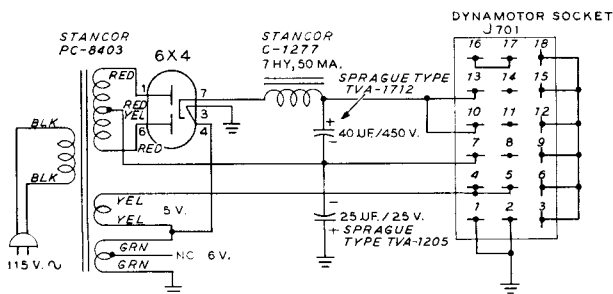 STANCOR
PC-8403
6X4
STANCOR
C-1277
7 HY, 50 MA.
DYNAMOTOR SOCKET
J701
RED
RED
YEL
RED
1
6
7
3
4
SPRAGUE TYPE
TVA-1712
+
40 UF./450 V.
−
BLK
BLK
115 V. ~
YEL
YEL
5 V.
GRN
GRN
NC
6 V.
−
25 UF./25 V.
+ SPRAGUE
TYPE TVA-1205
16 17 18
13 14 15
10 11 12
7 8 9
4 5 6
1 2 3